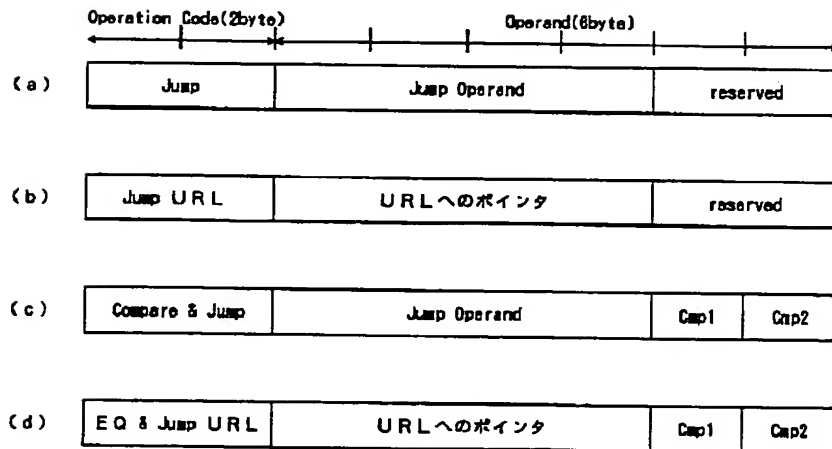 Operation Code(2byte) Operand(6byte)
(a) Jump Jump Operand reserved
(b) Jump URL URLへのポインタ reserved
(c) Compare & Jump Jump Operand Cmp1 Cmp2
(d) EQ & Jump URL URLへのポインタ Cmp1 Cmp2